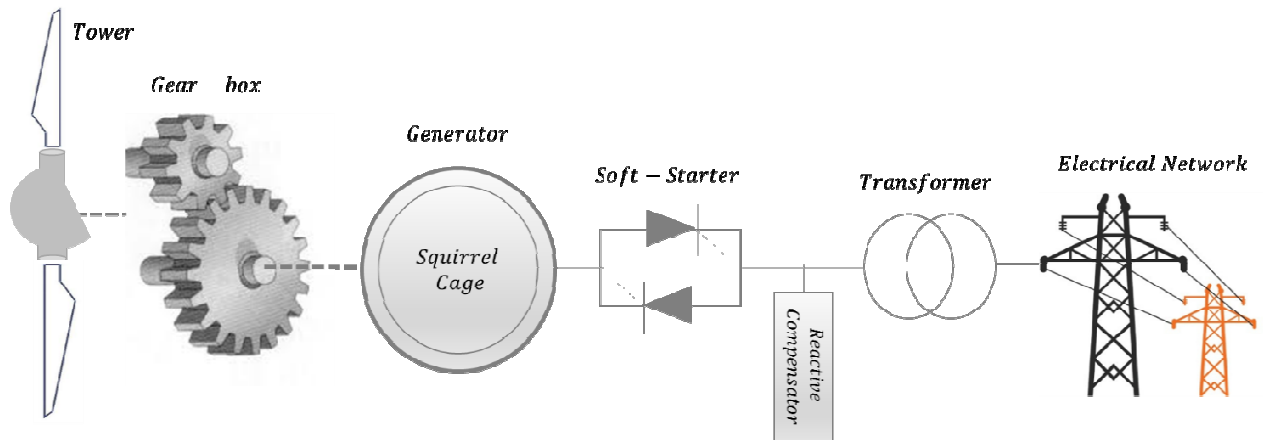 Tower
Gear box
Generator
Squirrel
Cage
Soft − Starter
Reactive
Compensator
Transformer
Electrical Network